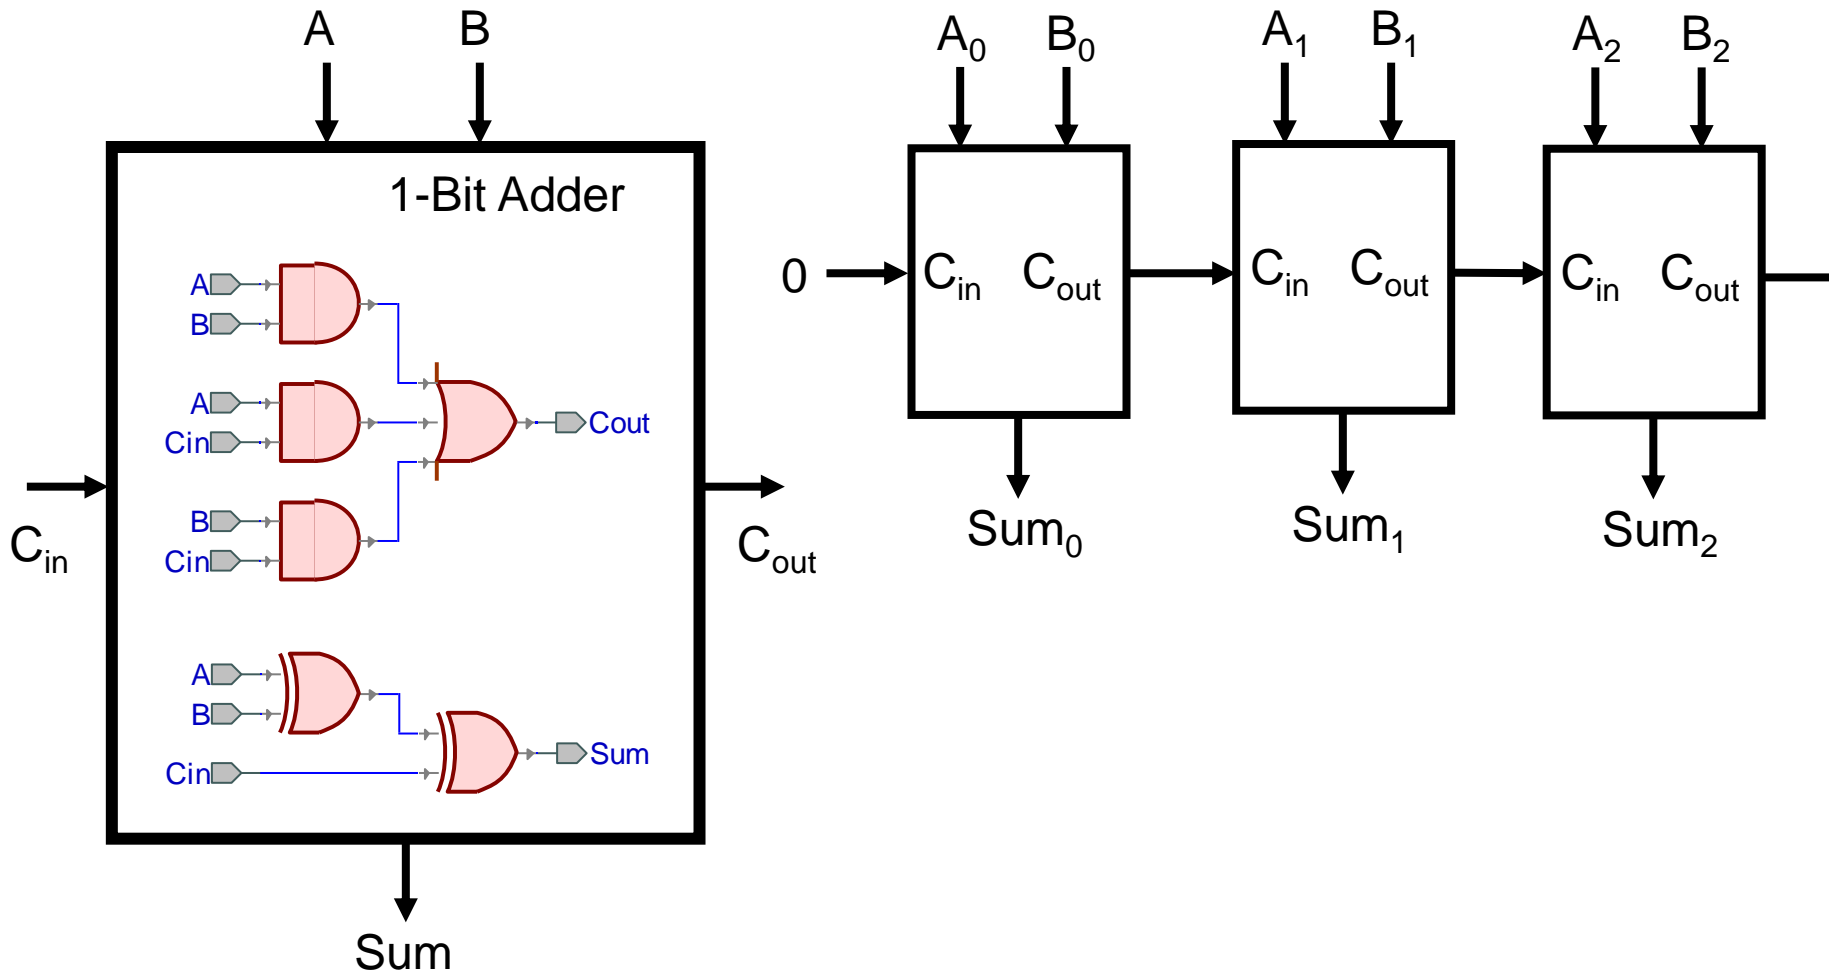 A B
1-Bit Adder
A
B
A
Cin
Cout
B
Cin
A
B
Sum
Cin
Cin
Cout
Sum
A0 B0 A1 B1 A2 B2
0 Cin Cout Cin Cout Cin Cout
Sum0 Sum1 Sum2